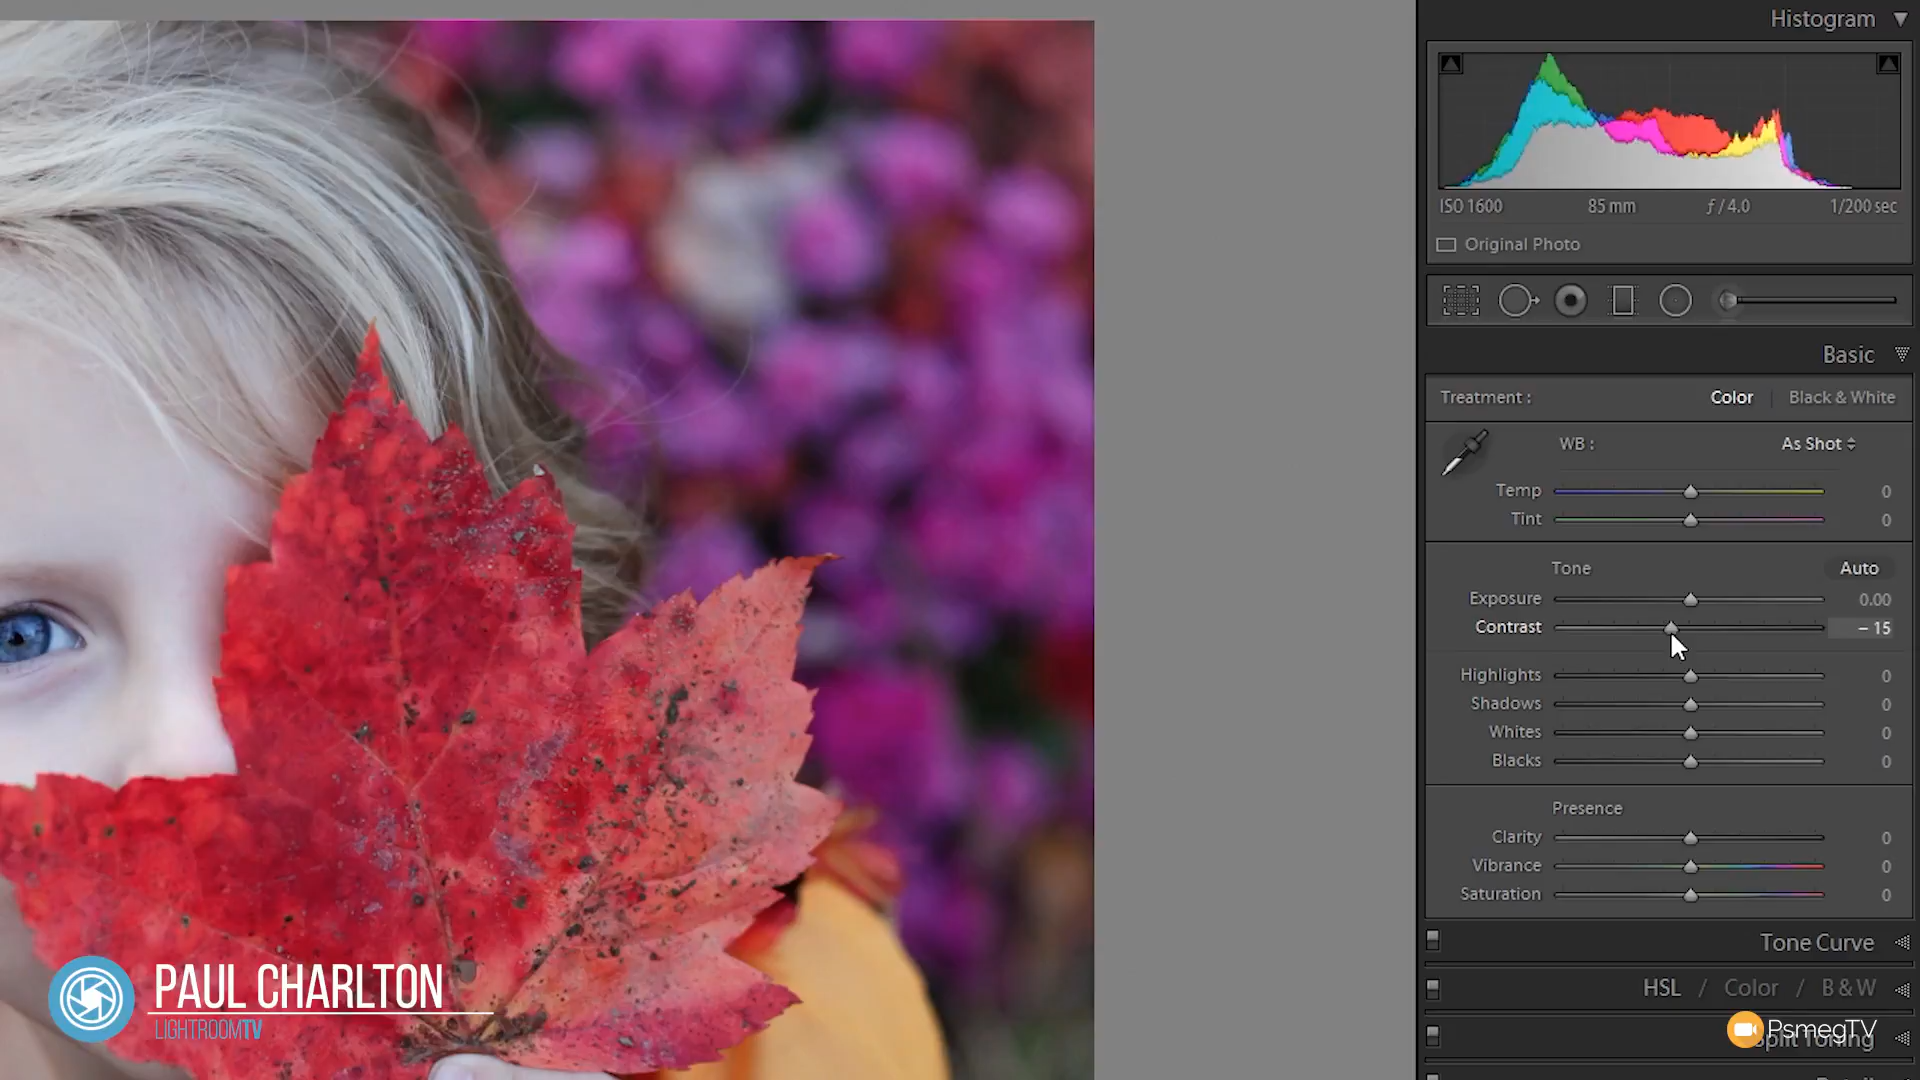 Histogram
ISO 1600 85 mm ƒ / 4.0 1/200 sec
Original Photo
Basic
Treatment : Color Black & White
WB : As Shot
Temp 0
Tint 0
Tone Auto
Exposure 0.00
Contrast – 15
Highlights 0
Shadows 0
Whites 0
Blacks 0
Presence
Clarity 0
Vibrance 0
Saturation 0
Tone Curve
HSL / Color / B & W
PsmegTV
Split Toning
PAUL CHARLTON
LIGHTROOMTV